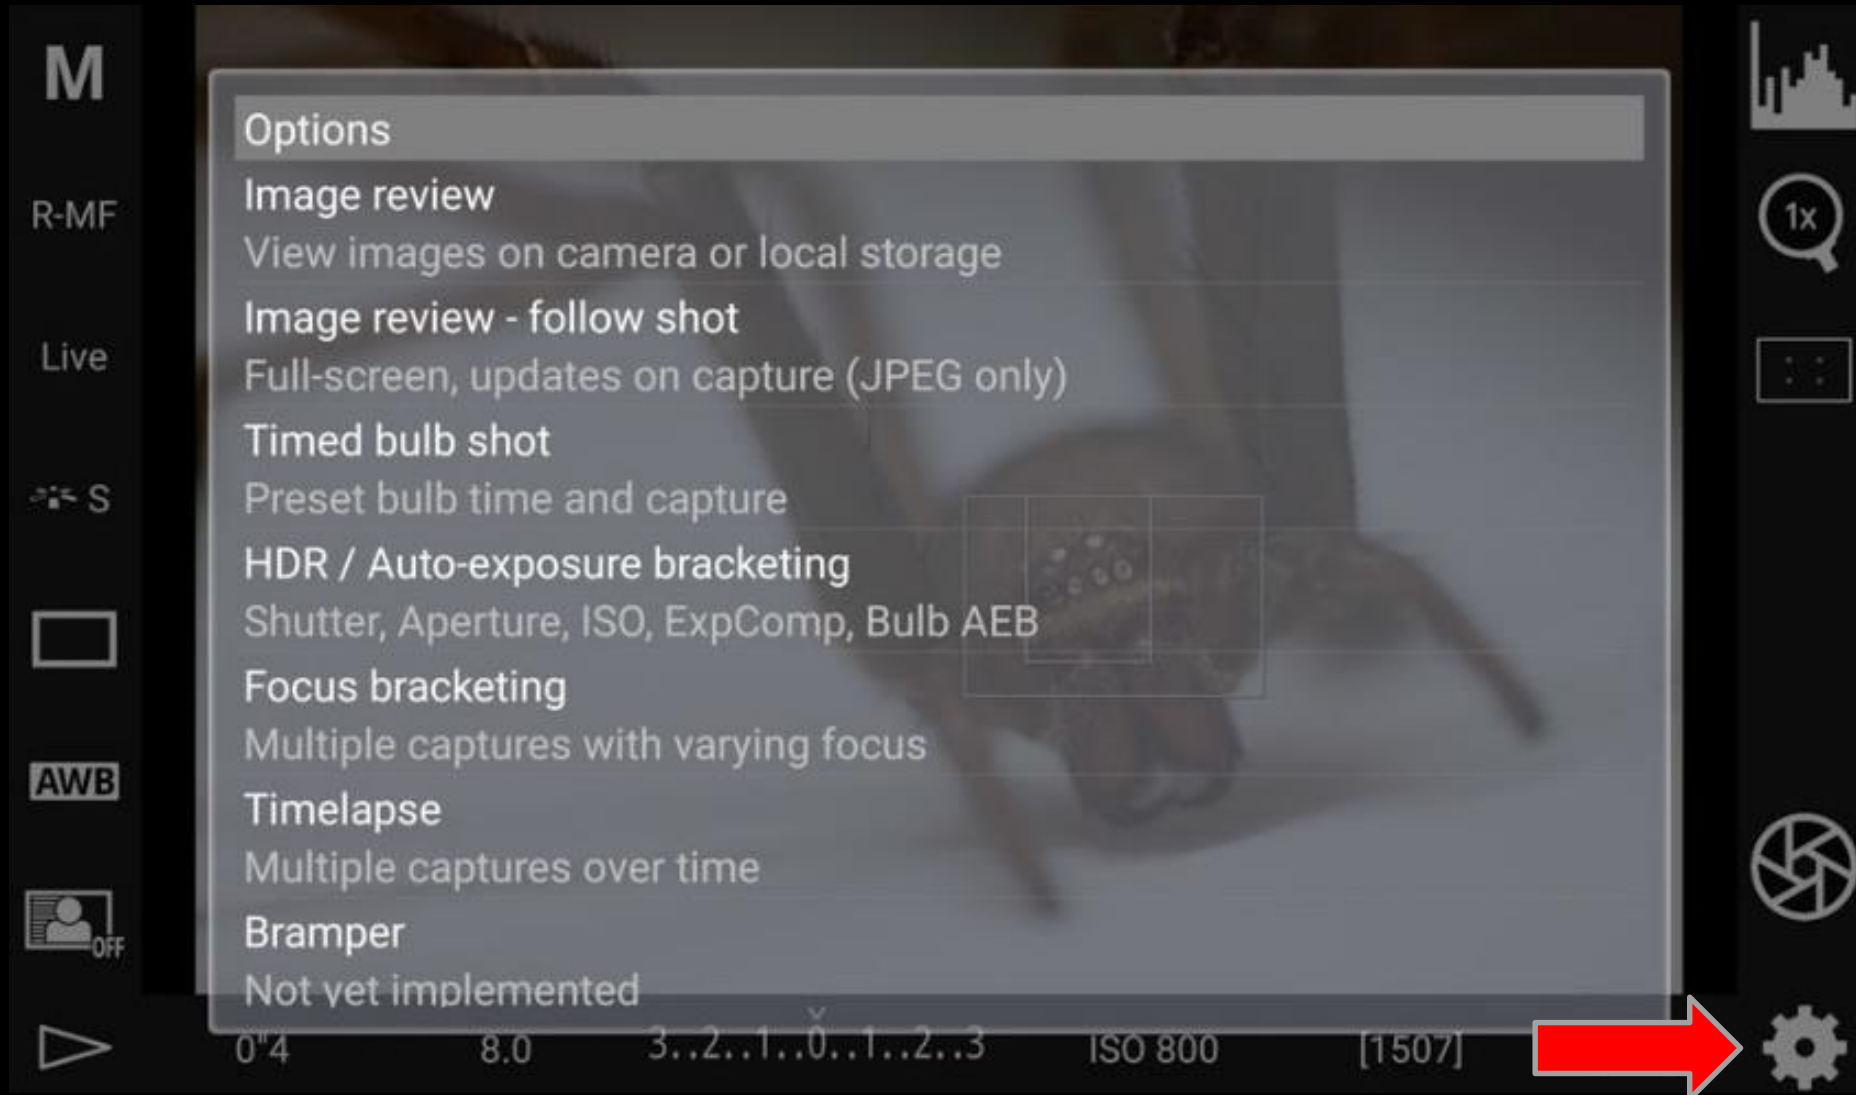 M
R-MF
Live
S
AWB
OFF
Options
Image review
View images on camera or local storage
Image review - follow shot
Full-screen, updates on capture (JPEG only)
Timed bulb shot
Preset bulb time and capture
HDR / Auto-exposure bracketing
Shutter, Aperture, ISO, ExpComp, Bulb AEB
Focus bracketing
Multiple captures with varying focus
Timelapse
Multiple captures over time
Bramper
Not yet implemented
1x
0"4 8.0 3..2..1..0..1..2..3 ISO 800 [1507]